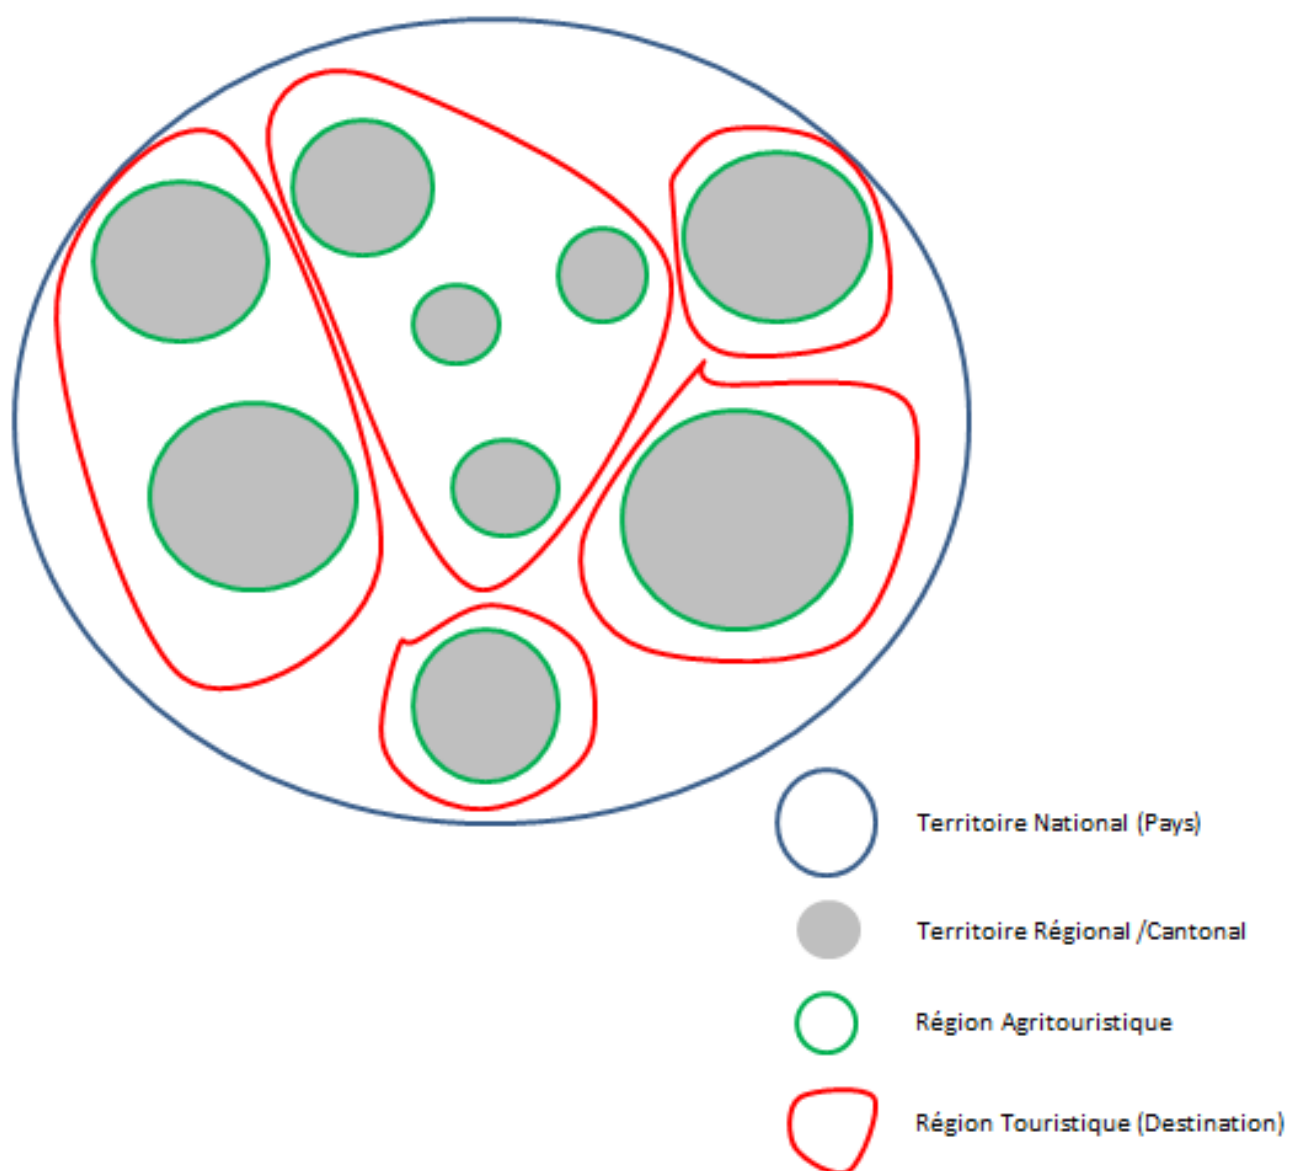 Territoire National (Pays)
Territoire Régional /Cantonal
Région Agritouristique
Région Touristique (Destination)